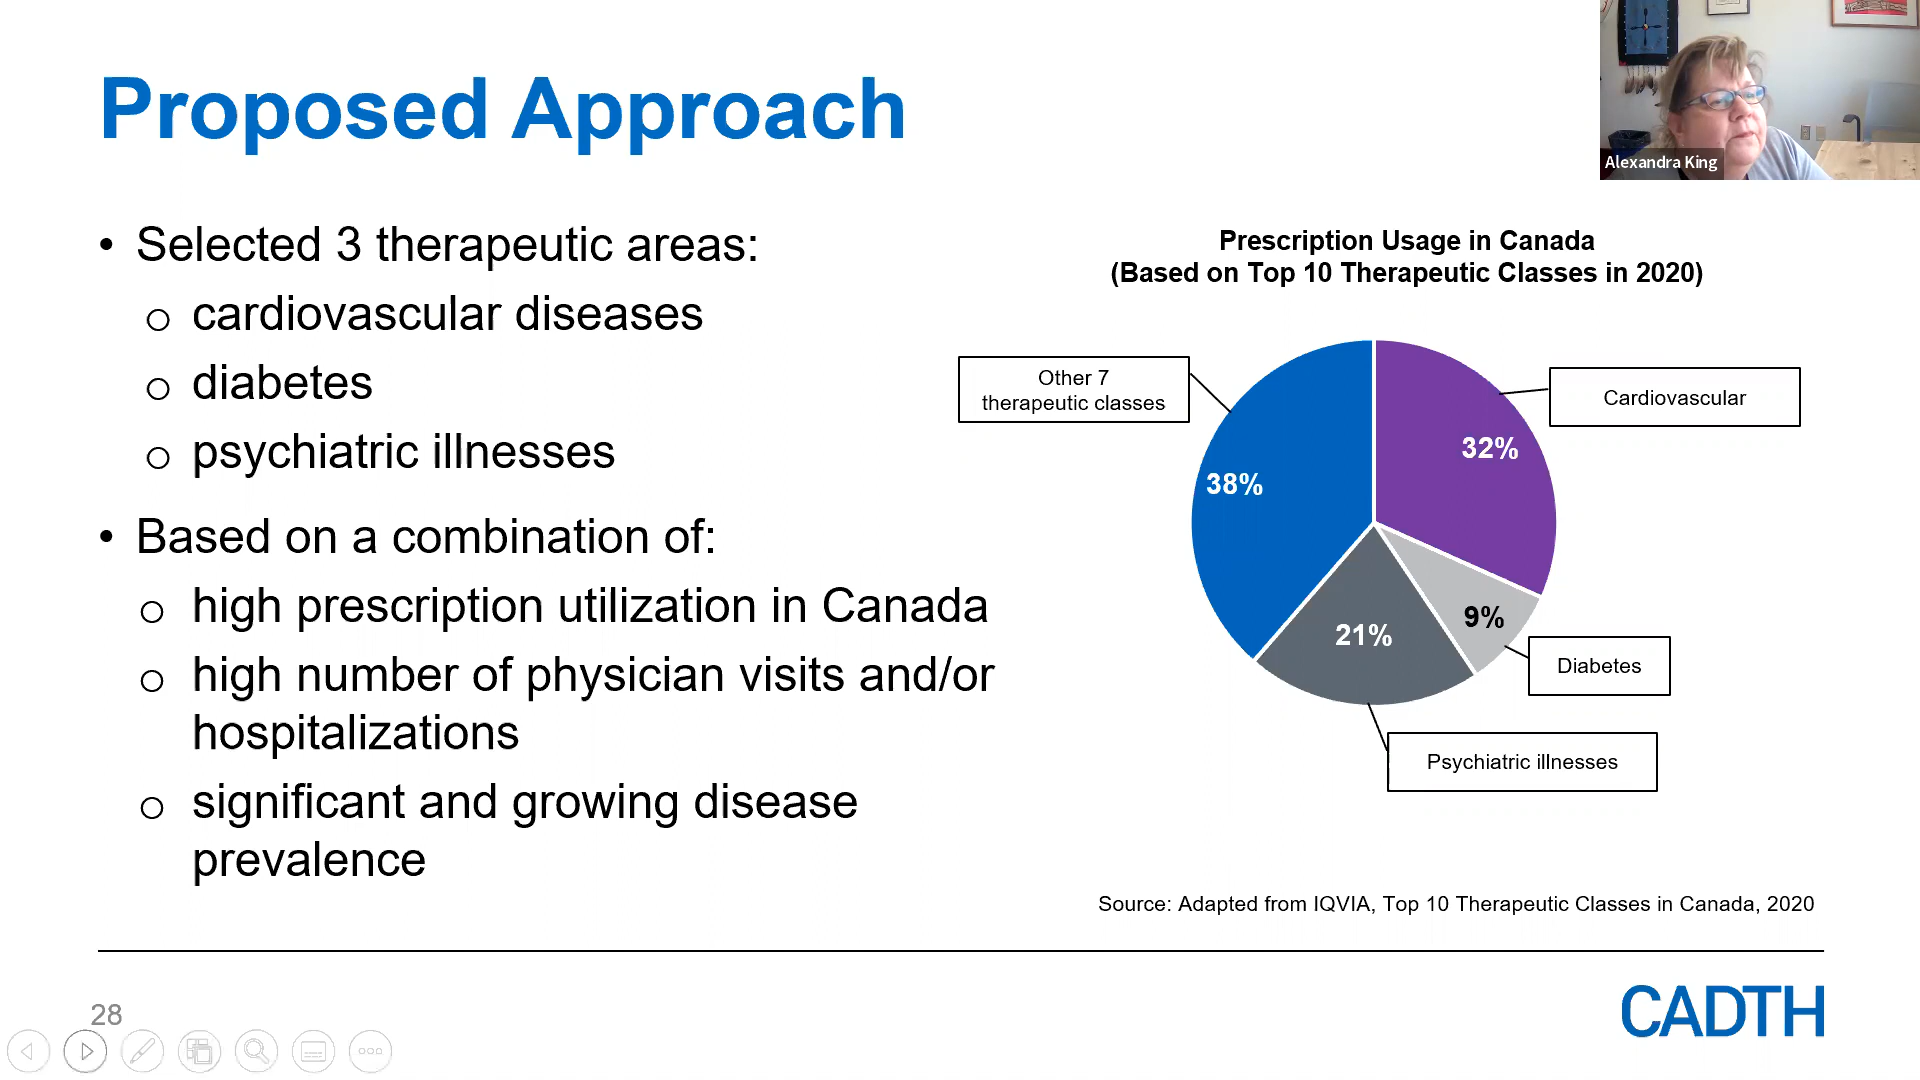 Proposed Approach
Alexandra King
• Selected 3 therapeutic areas:
o cardiovascular diseases
o diabetes
o psychiatric illnesses
• Based on a combination of:
o high prescription utilization in Canada
o high number of physician visits and/or
hospitalizations
o significant and growing disease
prevalence
Prescription Usage in Canada
(Based on Top 10 Therapeutic Classes in 2020)
Other 7
therapeutic classes
Cardiovascular
32%
38%
9%
21%
Diabetes
Psychiatric illnesses
Source: Adapted from IQVIA, Top 10 Therapeutic Classes in Canada, 2020
28
CADTH